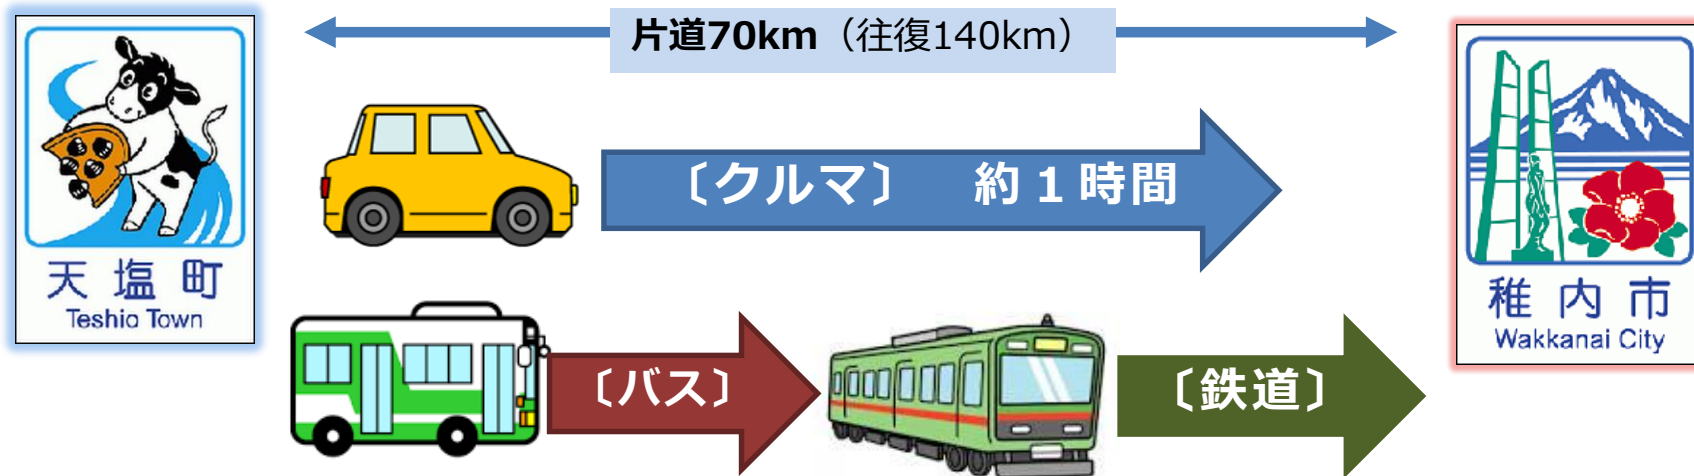 片道70km（往復140km）
天塩町
Teshio Town
〔クルマ〕　約１時間
稚内市
Wakkanai City
〔バス〕
〔鉄道〕